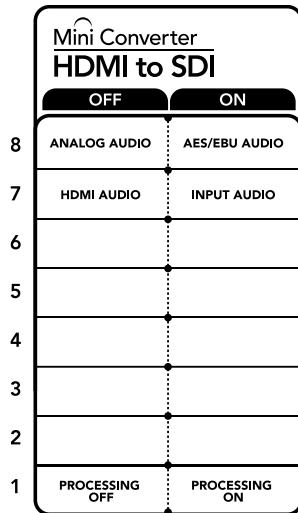 Mini Converter
HDMI to SDI
OFF ON
8 ANALOG AUDIO AES/EBU AUDIO
7 HDMI AUDIO INPUT AUDIO
6
5
4
3
2
1 PROCESSING OFF PROCESSING ON